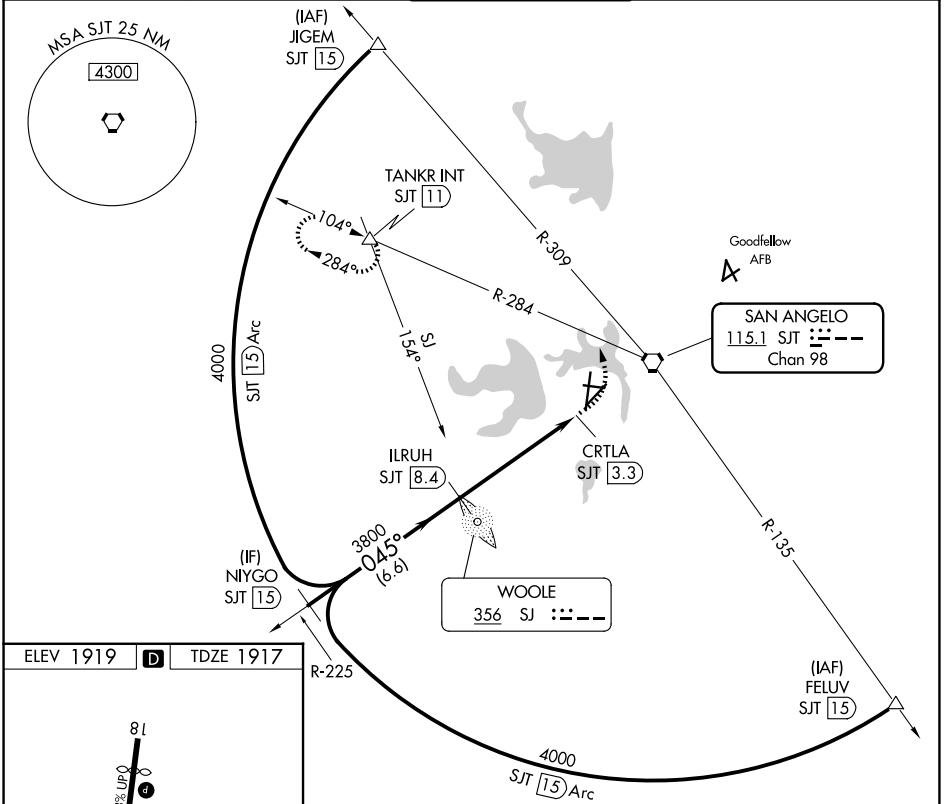 MSA SJT 25 NM
4300
(IAF)
JIGEM
SJT 15
TANKR INT
SJT 11
104°
284°
R-309
R-284
Goodfellow
AFB
SAN ANGELO
115.1 SJT
Chan 98
4000
SJT 15 Arc
SJ
154°
ILRUH
SJT 8.4
CRTLA
SJT 3.3
R-135
3800
045°
(6.6)
(IF)
NIYGO
SJT 15
WOOLE
356 SJ
R-225
(IAF)
FELUV
SJT 15
4000
SJT 15 Arc
ELEV 1919 D TDZE 1917
18
% UP
P